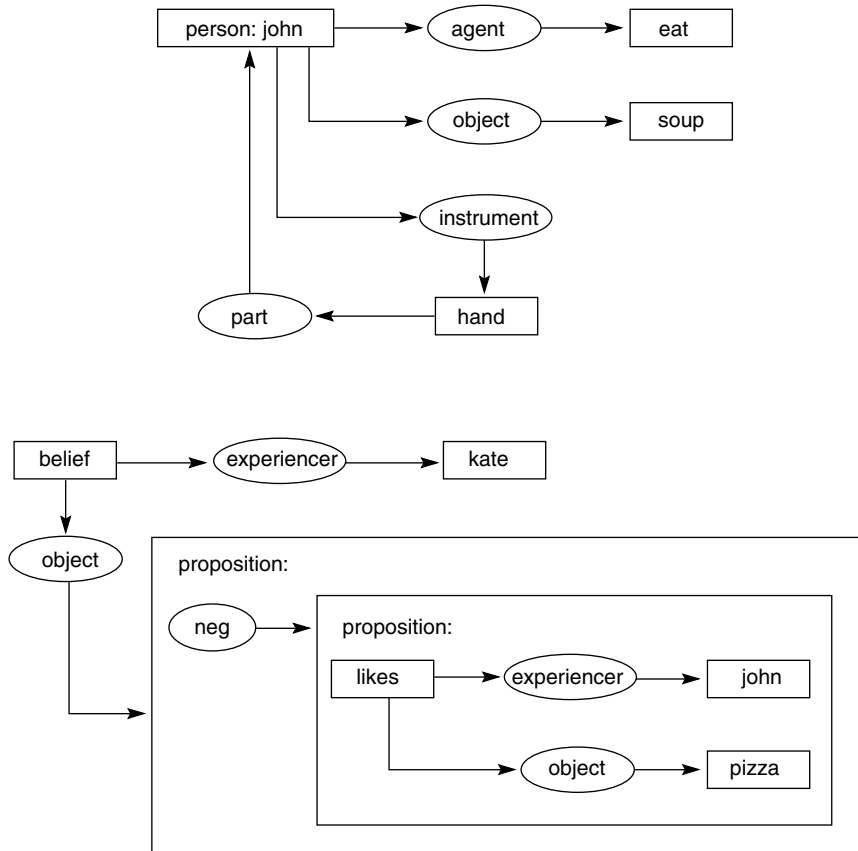 person: john agent eat
object soup
instrument
part hand
belief experiencer kate
object
proposition:
neg
proposition:
likes experiencer john
object pizza